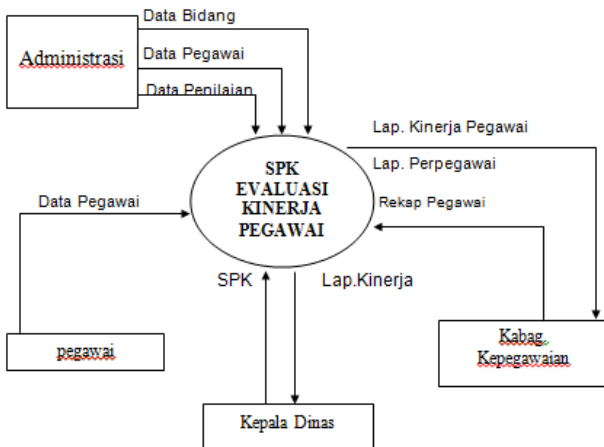 Data Bidang
Administrasi
Data Pegawai
Data Penilaian
Lap. Kinerja Pegawai
SPK
EVALUASI
KINERJA
PEGAWAI
Lap. Perpegawai
Data Pegawai
Rekap Pegawai
SPK
Lap.Kinerja
pegawai
Kabag
Kepegawaian
Kepala Dinas